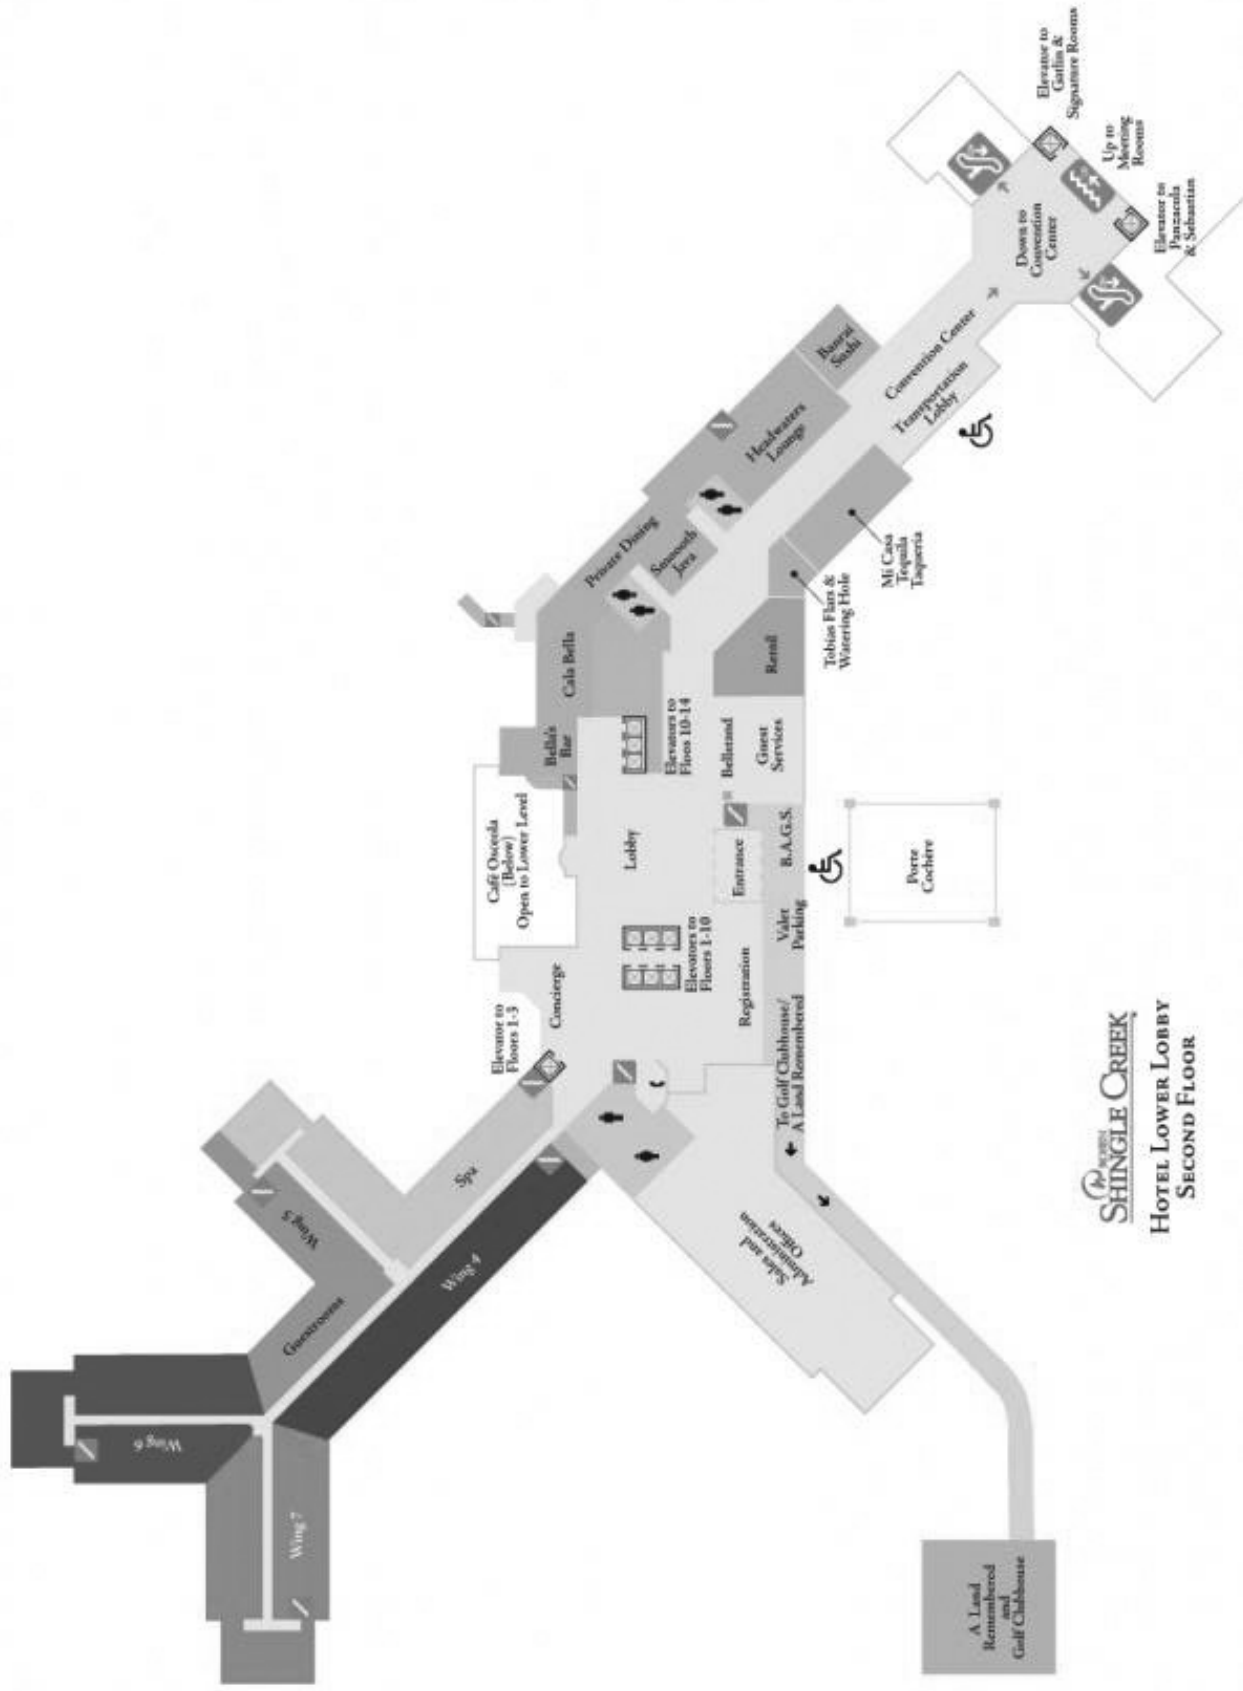 Wing 7
Wing 6
Guestrooms
Wing 5
Wing 4
Spa
Elevator to
Floors 1-3
Concierge
Café Osceola
(Below)
Open to Lower Level
Bella's
Bar
Cala Bella
Private Dining
Smooth
Java
Headwaters
Lounge
Banrai
Sushi
Elevators to
Floors 1-10
Lobby
Elevators to
Floos 10-14
Registration
Entrance
Bellstand
Guest
Services
Retail
To Golf Clubhouse/
A Land Remembered
Valet
Parking
B.A.G.S.
Sales and
Administration
Offices
Porte
Cochère
Tobias Flats &
Watering Hole
Mi Casa
Tequila
Taqueria
Transportation
Lobby
Convention Center
Down to
Convention
Center
Elevator to
Gatlin &
Signature Rooms
Up to
Meeting
Rooms
Elevator to
Panzacola
& Sebastian
A Land
Remembered
and
Golf Clubhouse
ROSEN
SHINGLE CREEK
HOTEL LOWER LOBBY
SECOND FLOOR